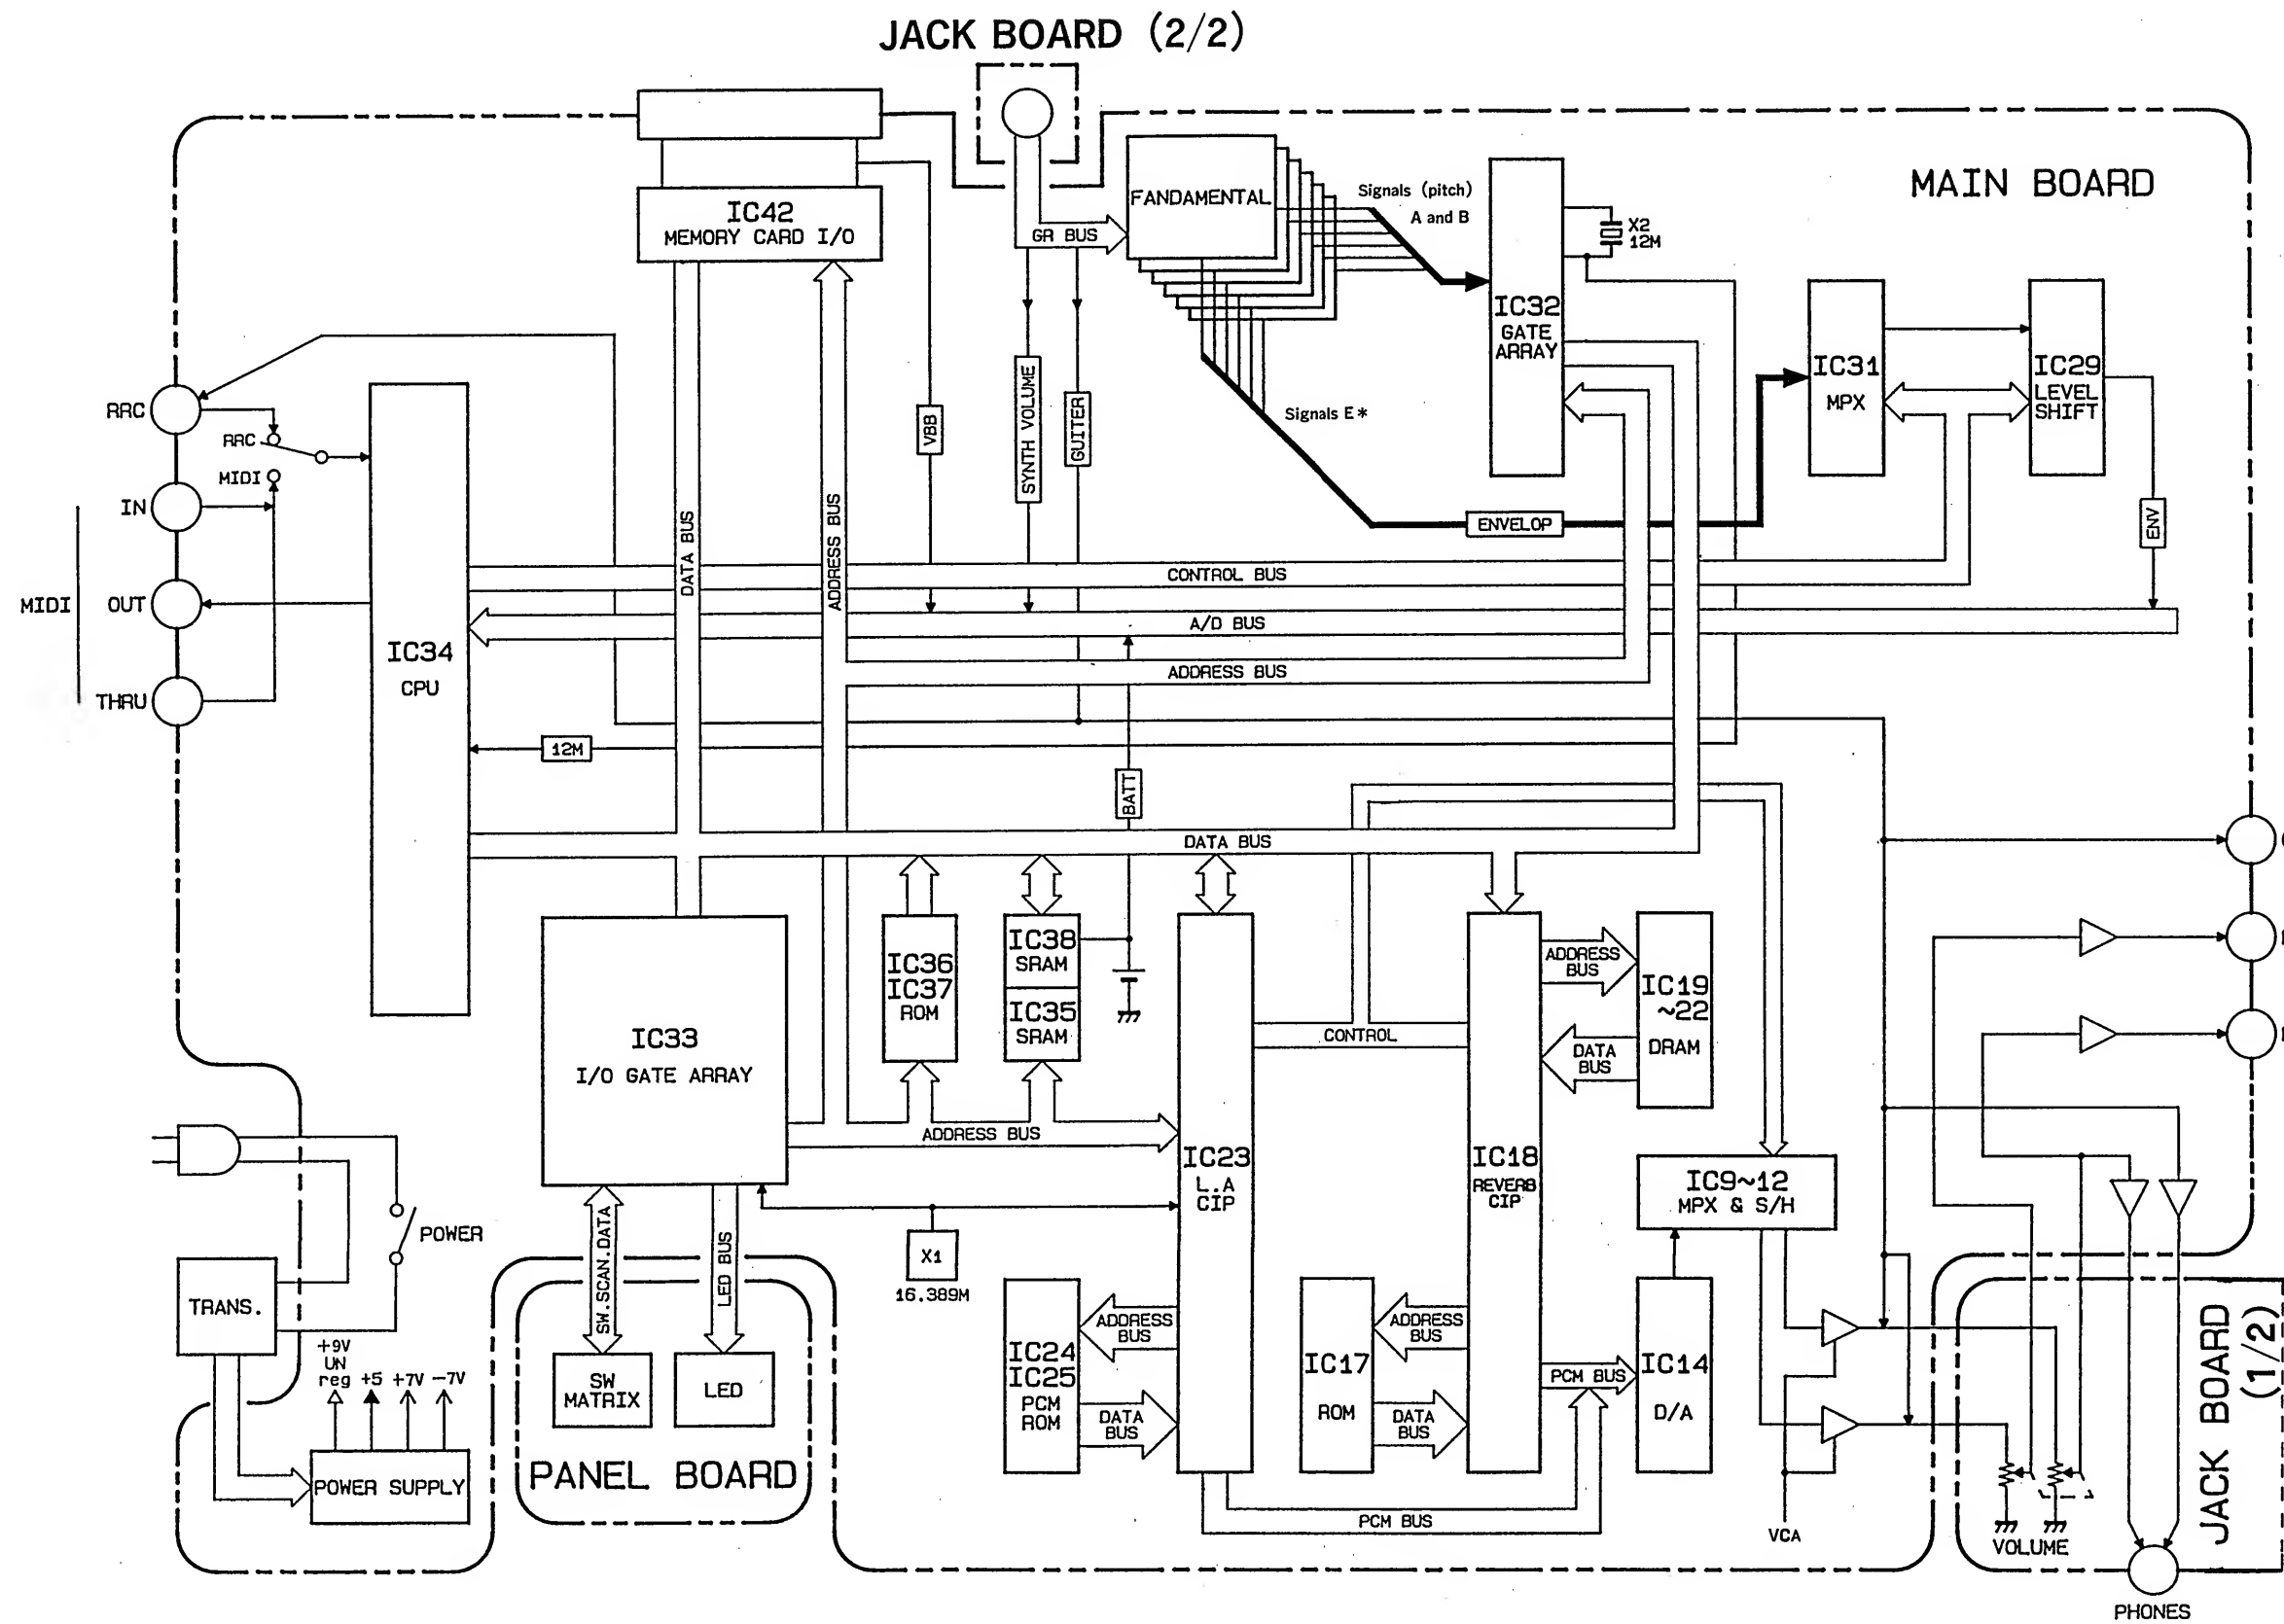 JACK BOARD (2/2)
MAIN BOARD
IC42
MEMORY CARD I/O
GR BUS
FANDAMENTAL
Signals (pitch)
A and B
IC32
GATE
ARRAY
X2
12M
IC31
MPX
IC29
LEVEL
SHIFT
RRC
RRC
MIDI
IN
MIDI
OUT
THRU
IC34
CPU
DATA BUS
ADDRESS BUS
VBB
SYNTH VOLUME
GUITER
Signals E*
ENVELOP
ENV
CONTROL BUS
A/D BUS
ADDRESS BUS
12M
BATT
DATA BUS
IC33
I/O GATE ARRAY
IC36
IC37
ROM
IC38
SRAM
IC35
SRAM
ADDRESS BUS
IC23
L.A
CIP
CONTROL
IC18
REVERB
CIP
ADDRESS
BUS
DATA
BUS
IC19
~22
DRAM
IC9~12
MPX & S/H
POWER
TRANS.
+9V
UN
reg
+5
+7V
-7V
POWER SUPPLY
SW.SCAN.DATA
LED BUS
SW
MATRIX
LED
PANEL BOARD
X1
16.389M
IC24
IC25
PCM
ROM
ADDRESS
BUS
DATA
BUS
IC17
ROM
ADDRESS
BUS
DATA
BUS
PCM BUS
IC14
D/A
PCM BUS
VCA
VOLUME
JACK BOARD
(1/2)
PHONES